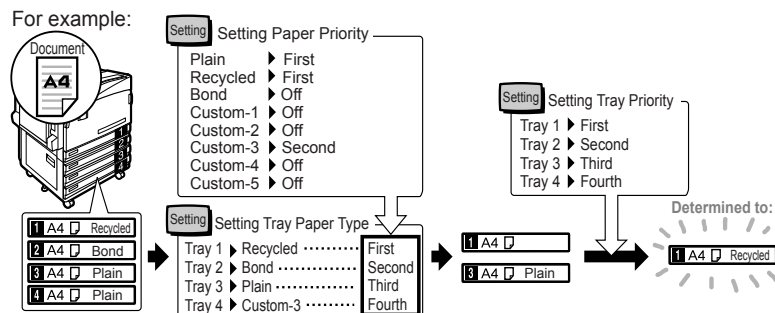 For example:
Document
A4
1
2
3
4
1 A4 Recycled
2 A4 Bond
3 A4 Plain
4 A4 Plain
Setting Setting Paper Priority
Plain First
Recycled First
Bond Off
Custom-1 Off
Custom-2 Off
Custom-3 Second
Custom-4 Off
Custom-5 Off
Setting Setting Tray Paper Type
Tray 1 Recycled ········ First
Tray 2 Bond ············ Second
Tray 3 Plain ············ Third
Tray 4 Custom-3 ········ Fourth
1 A4
3 A4 Plain
Setting Setting Tray Priority
Tray 1 First
Tray 2 Second
Tray 3 Third
Tray 4 Fourth
Determined to:
1 A4 Recycled